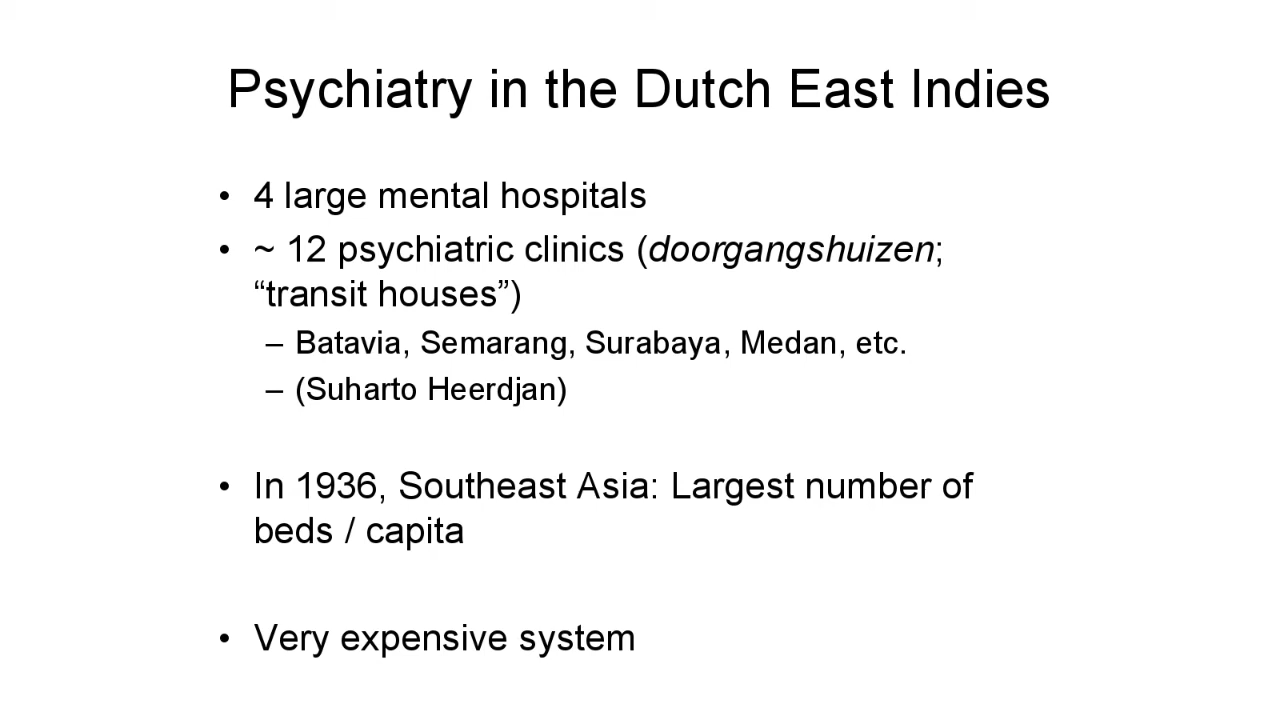 Psychiatry in the Dutch East Indies
• 4 large mental hospitals
• ~ 12 psychiatric clinics (doorgangshuizen;
“transit houses”)
– Batavia, Semarang, Surabaya, Medan, etc.
– (Suharto Heerdjan)
• In 1936, Southeast Asia: Largest number of
beds / capita
• Very expensive system